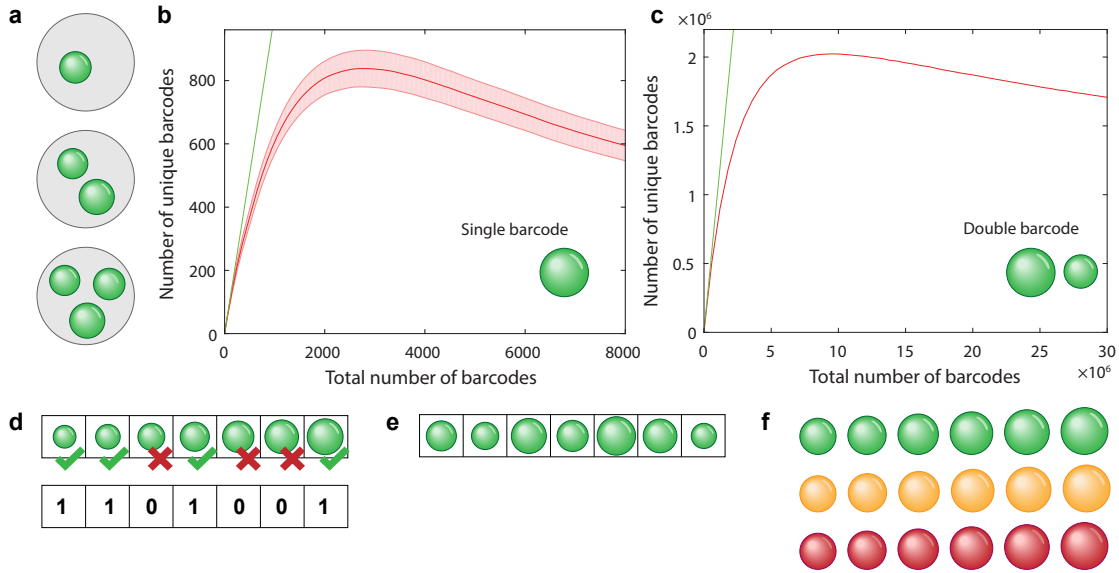 a
b
Number of unique barcodes
800
600
400
200
0
0 2000 4000 6000 8000
Total number of barcodes
Single barcode
c
×10⁶
Number of unique barcodes
2
1.5
1
0.5
0
0 5 10 15 20 25 30
Total number of barcodes
×10⁶
Double barcode
d
1 1 0 1 0 0 1
e
f